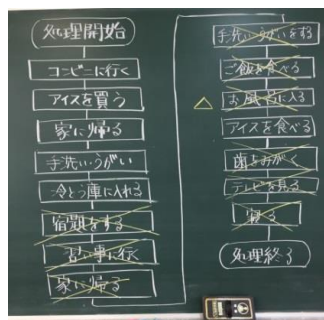 処理開始
コンビニに行く
アイスを買う
家に帰る
手洗い・うがい
冷とう庫に入れる
宿題をする
習い事に行く
家に帰る
手洗い・うがいをする
ご飯を食べる
お風呂に入る
アイスを食べる
歯をみがく
テレビを見る
寝る
処理終了